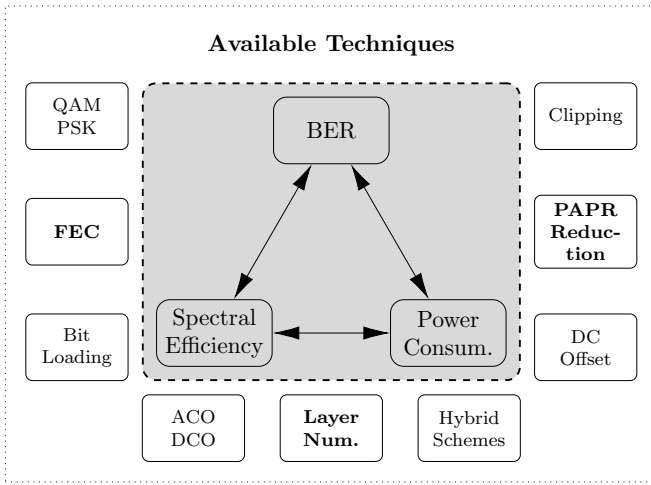 Available Techniques
QAM
PSK
BER
Clipping
FEC
PAPR
Reduc-
tion
Bit
Loading
Spectral
Efficiency
Power
Consum.
DC
Offset
ACO
DCO
Layer
Num.
Hybrid
Schemes